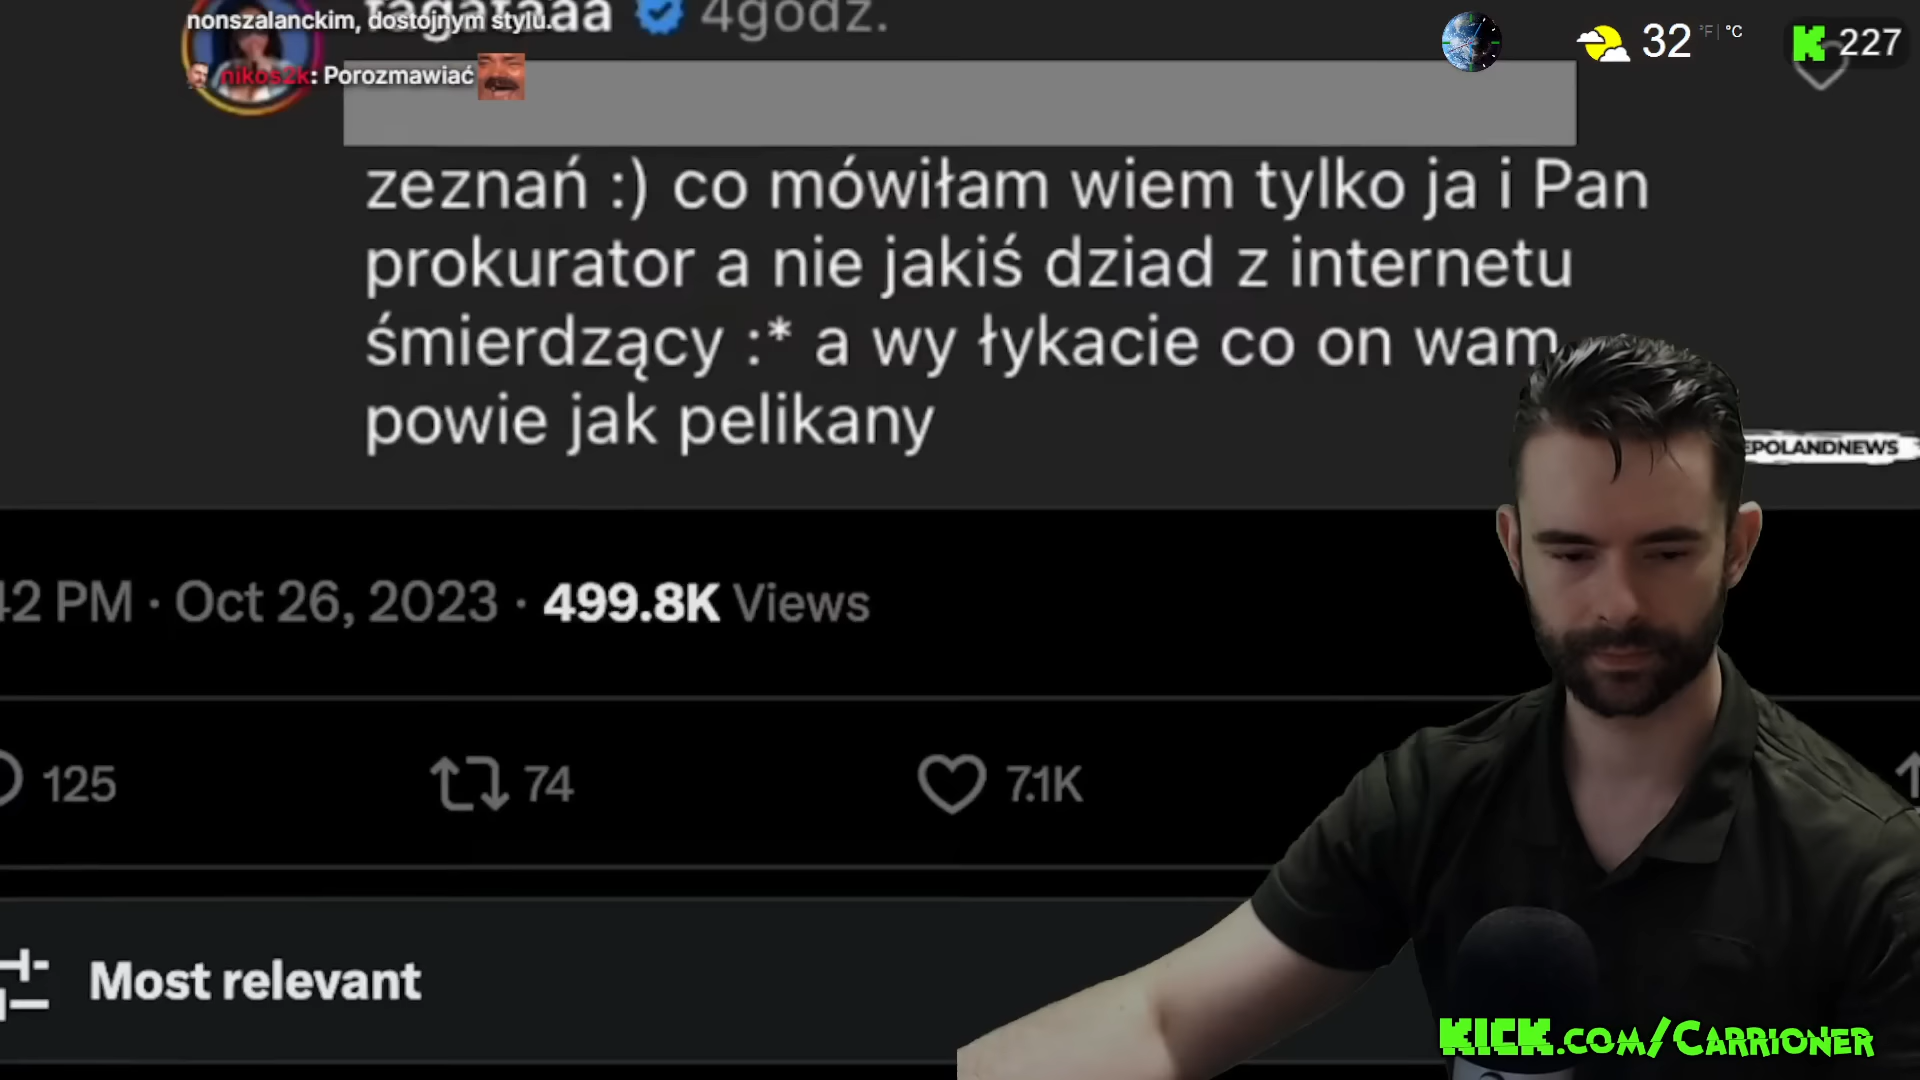 nonszalanckim, dostojnym stylu.
4godz.
nikos2k: Porozmawiać
32 °F | °C
227
zeznań :) co mówiłam wiem tylko ja i Pan
prokurator a nie jakiś dziad z internetu
śmierdzący :* a wy łykacie co on wam
powie jak pelikany
EPOLANDNEWS
42 PM · Oct 26, 2023 · 499.8K Views
125
74
7.1K
Most relevant
KICK.COM/CARRIONER